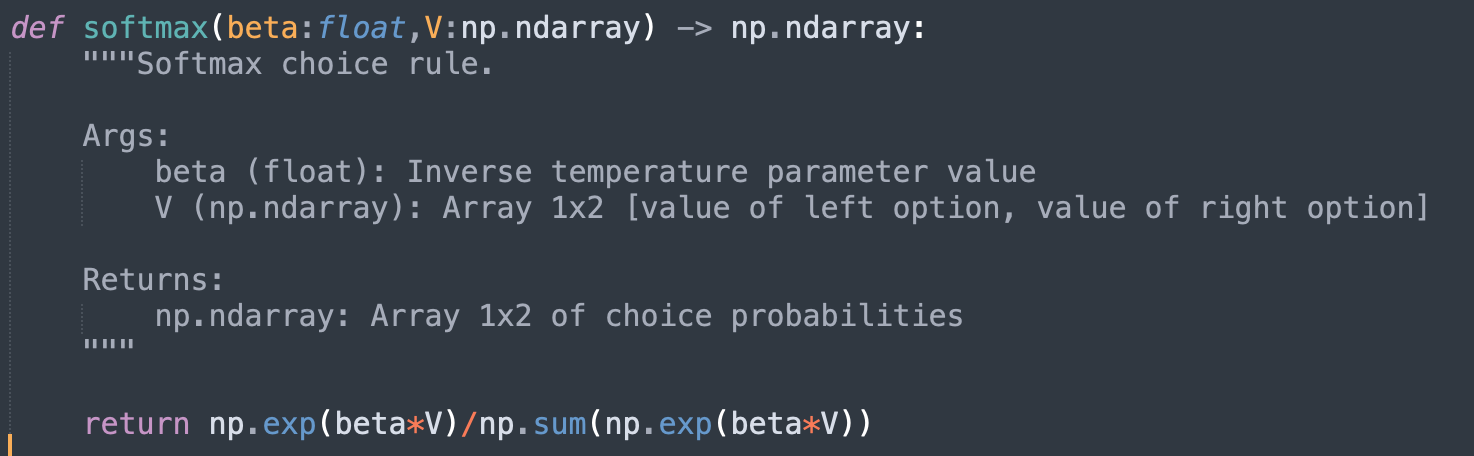 def softmax(beta:float,V:np.ndarray) -> np.ndarray:
    """Softmax choice rule.

    Args:
        beta (float): Inverse temperature parameter value
        V (np.ndarray): Array 1x2 [value of left option, value of right option]

    Returns:
        np.ndarray: Array 1x2 of choice probabilities
    """

    return np.exp(beta*V)/np.sum(np.exp(beta*V))